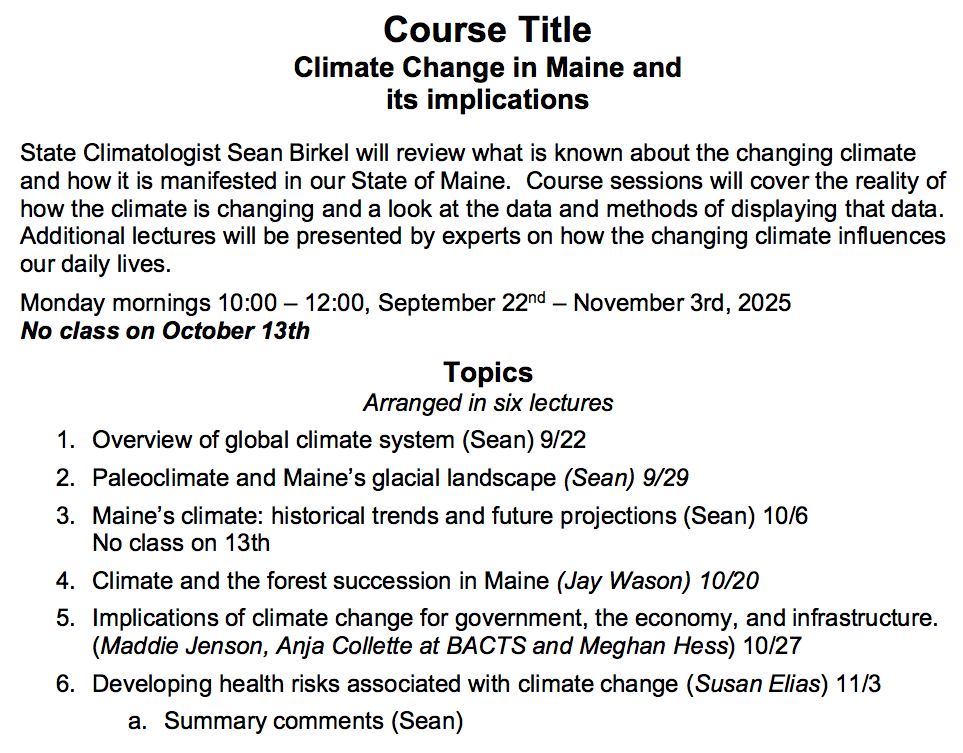 Course Title
Climate Change in Maine and
its implications
State Climatologist Sean Birkel will review what is known about the changing climate
and how it is manifested in our State of Maine.  Course sessions will cover the reality of
how the climate is changing and a look at the data and methods of displaying that data.
Additional lectures will be presented by experts on how the changing climate influences
our daily lives.
Monday mornings 10:00 – 12:00, September 22nd – November 3rd, 2025
No class on October 13th
Topics
Arranged in six lectures
1. Overview of global climate system (Sean) 9/22
2. Paleoclimate and Maine’s glacial landscape (Sean) 9/29
3. Maine’s climate: historical trends and future projections (Sean) 10/6
No class on 13th
4. Climate and the forest succession in Maine (Jay Wason) 10/20
5. Implications of climate change for government, the economy, and infrastructure.
(Maddie Jenson, Anja Collette at BACTS and Meghan Hess) 10/27
6. Developing health risks associated with climate change (Susan Elias) 11/3
a. Summary comments (Sean)